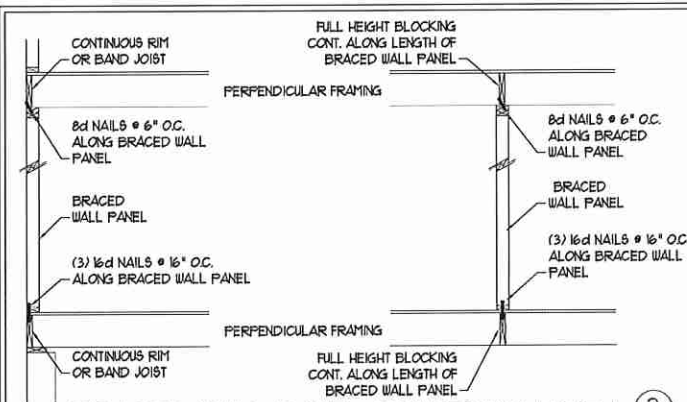 CONTINUOUS RIM
OR BAND JOIST
FULL HEIGHT BLOCKING
CONT. ALONG LENGTH OF
BRACED WALL PANEL
PERPENDICULAR FRAMING
8d NAILS @ 6" O.C.
ALONG BRACED WALL
PANEL
8d NAILS @ 6" O.C.
ALONG BRACED
WALL PANEL
BRACED
WALL PANEL
BRACED
WALL PANEL
(3) 16d NAILS @ 16" O.C.
ALONG BRACED WALL PANEL
(3) 16d NAILS @ 16" O.C.
ALONG BRACED WALL
PANEL
PERPENDICULAR FRAMING
CONTINUOUS RIM
OR BAND JOIST
FULL HEIGHT BLOCKING
CONT. ALONG LENGTH OF
BRACED WALL PANEL